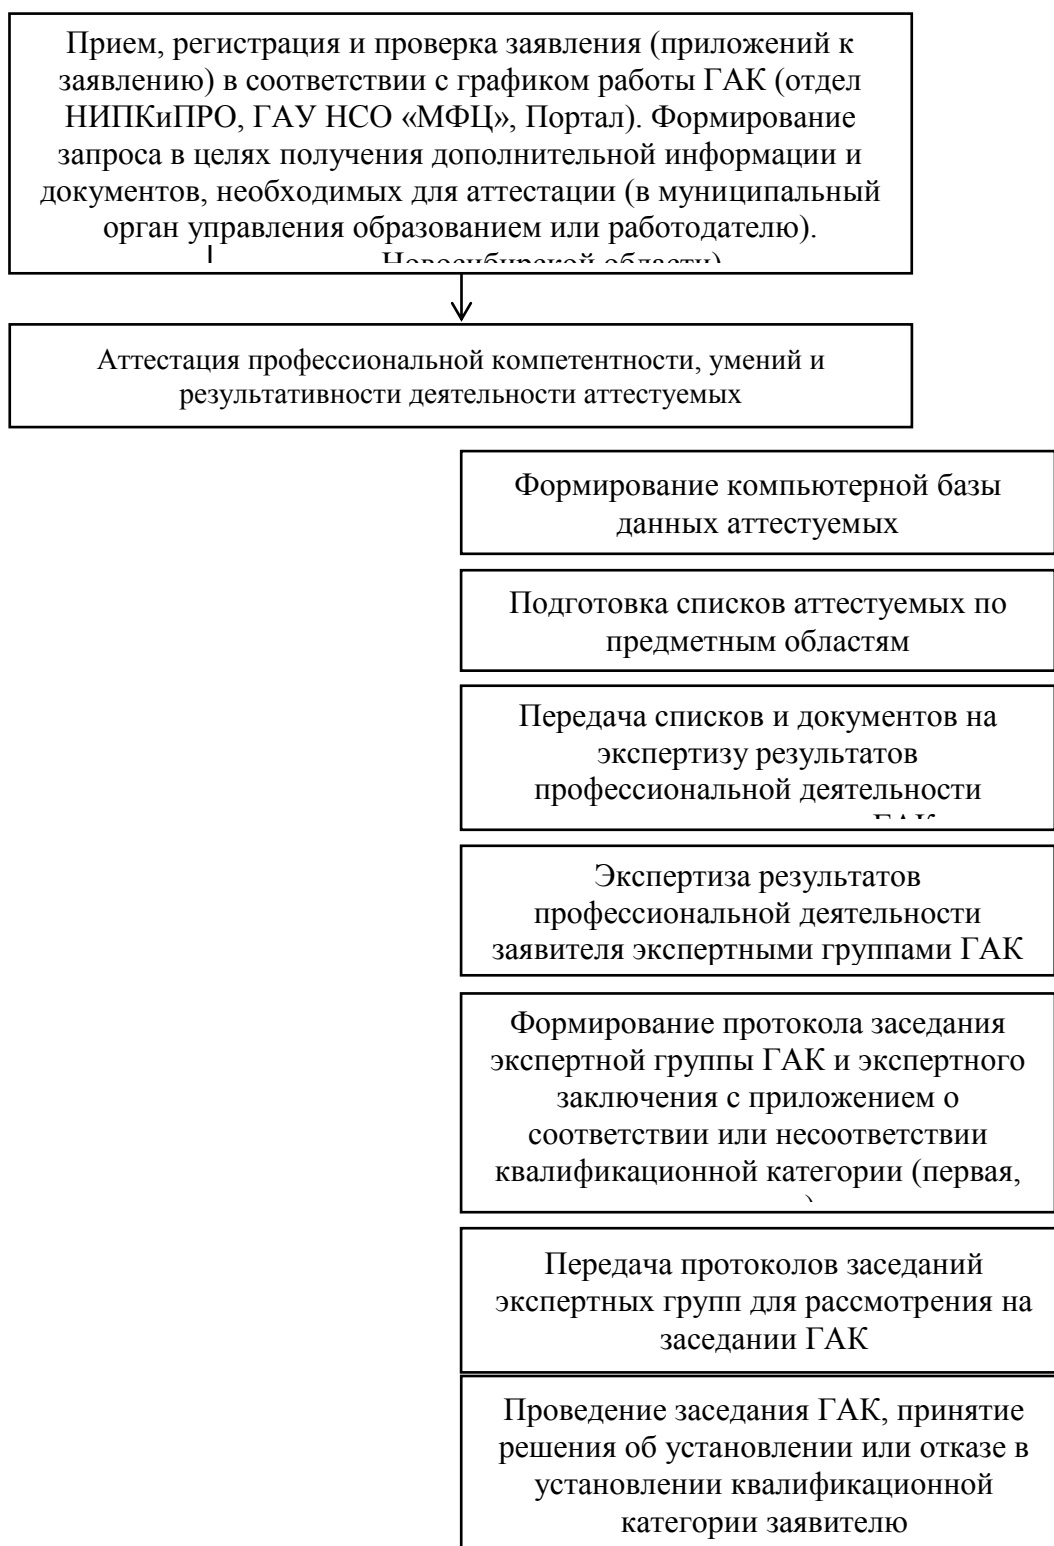 Прием, регистрация и проверка заявления (приложений к
заявлению) в соответствии с графиком работы ГАК (отдел
НИПКиПРО, ГАУ НСО «МФЦ», Портал). Формирование
запроса в целях получения дополнительной информации и
документов, необходимых для аттестации (в муниципальный
орган управления образованием или работодателю).
Новосибирской области)
Аттестация профессиональной компетентности, умений и
результативности деятельности аттестуемых
Формирование компьютерной базы
данных аттестуемых
Подготовка списков аттестуемых по
предметным областям
Передача списков и документов на
экспертизу результатов
профессиональной деятельности
ГАК
Экспертиза результатов
профессиональной деятельности
заявителя экспертными группами ГАК
Формирование протокола заседания
экспертной группы ГАК и экспертного
заключения с приложением о
соответствии или несоответствии
квалификационной категории (первая,
Передача протоколов заседаний
экспертных групп для рассмотрения на
заседании ГАК
Проведение заседания ГАК, принятие
решения об установлении или отказе в
установлении квалификационной
категории заявителю